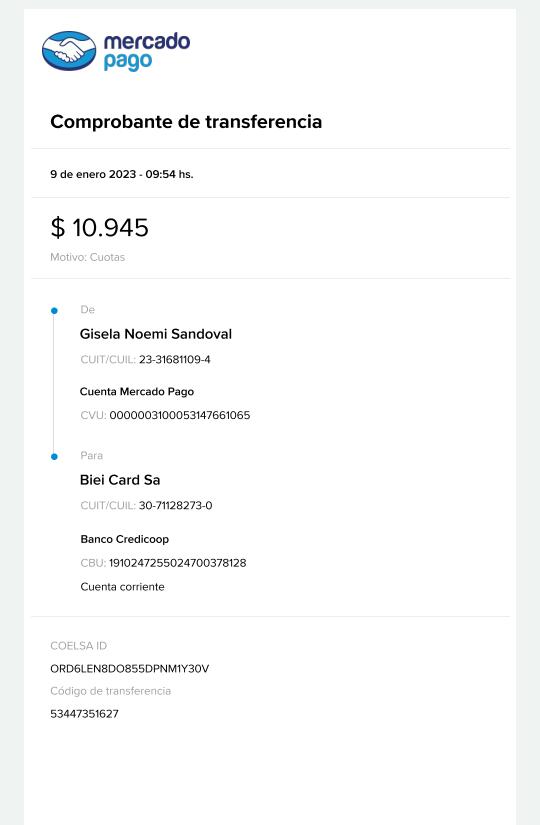 mercado
pago
Comprobante de transferencia
9 de enero 2023 - 09:54 hs.
$ 10.945
Motivo: Cuotas
De
Gisela Noemi Sandoval
CUIT/CUIL: 23-31681109-4
Cuenta Mercado Pago
CVU: 0000003100053147661065
Para
Biei Card Sa
CUIT/CUIL: 30-71128273-0
Banco Credicoop
CBU: 1910247255024700378128
Cuenta corriente
COELSA ID
ORD6LEN8DO855DPNM1Y30V
Código de transferencia
53447351627